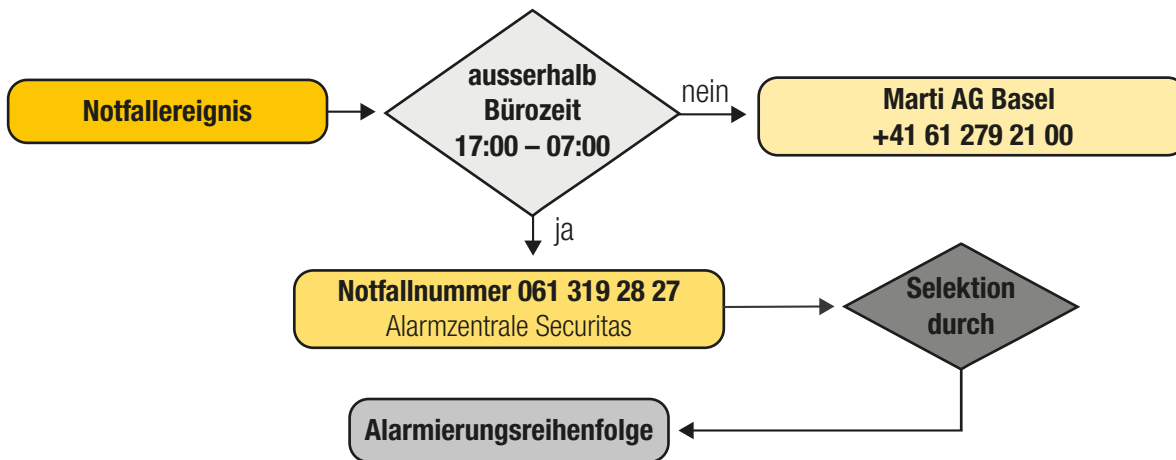 Notfallereignis
ausserhalb
Bürozeit
17:00 – 07:00
nein
Marti AG Basel
+41 61 279 21 00
ja
Notfallnummer 061 319 28 27
Alarmzentrale Securitas
Selektion
durch
Alarmierungsreihenfolge